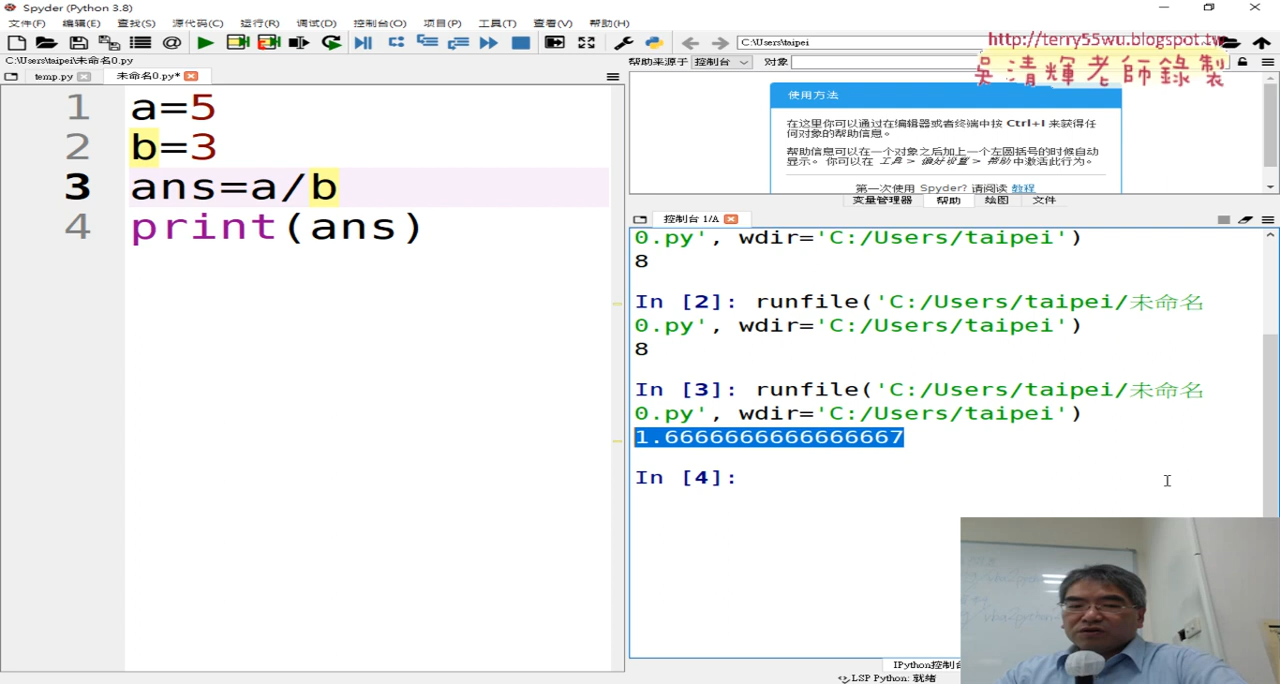 Spyder (Python 3.8)
文件(F) 编辑(E) 查找(S) 源代码(C) 运行(R) 调试(D) 控制台(O) 项目(P) 工具(T) 查看(V) 帮助(H)
C:\Users\taipei
http://terry55wu.blogspot.tw
吳清輝老師錄製
C:\Users\taipei\未命名0.py
帮助来源于 控制台 对象
temp.py 未命名0.py*
1 a=5
2 b=3
3 ans=a/b
4 print(ans)
使用方法
在这里你可以通过在编辑器或者终端中按 Ctrl+I 来获得任
何对象的帮助信息。
帮助信息可以在一个对象之后加上一个左圆括号的时候自动
显示。 你可以在 工具 > 偏好设置 > 帮助 中激活此行为。
第一次使用 Spyder? 请阅读 教程
变量管理器 帮助 绘图 文件
控制台 1/A
0.py', wdir='C:/Users/taipei')
8
In [2]: runfile('C:/Users/taipei/未命名
0.py', wdir='C:/Users/taipei')
8
In [3]: runfile('C:/Users/taipei/未命名
0.py', wdir='C:/Users/taipei')
1.6666666666666667
In [4]:
IPython控制台
LSP Python: 就绪